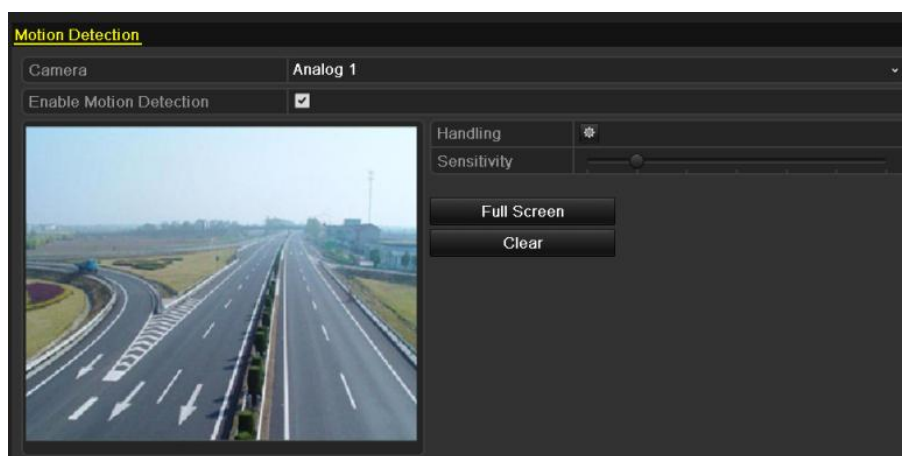 Motion Detection
Camera Analog 1
Enable Motion Detection
Handling
Sensitivity
Full Screen
Clear